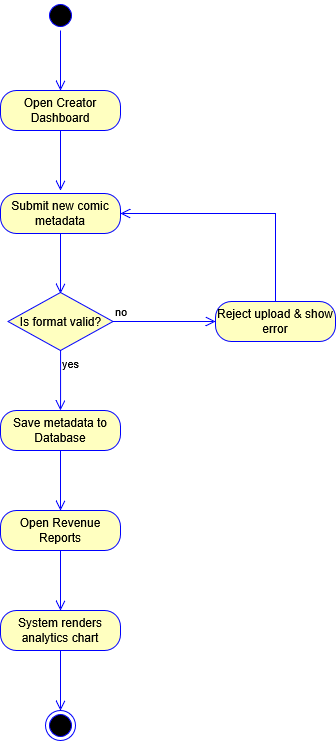 Open Creator
Dashboard
Submit new comic
metadata
Is format valid?
no
Reject upload & show
error
yes
Save metadata to
Database
Open Revenue
Reports
System renders
analytics chart